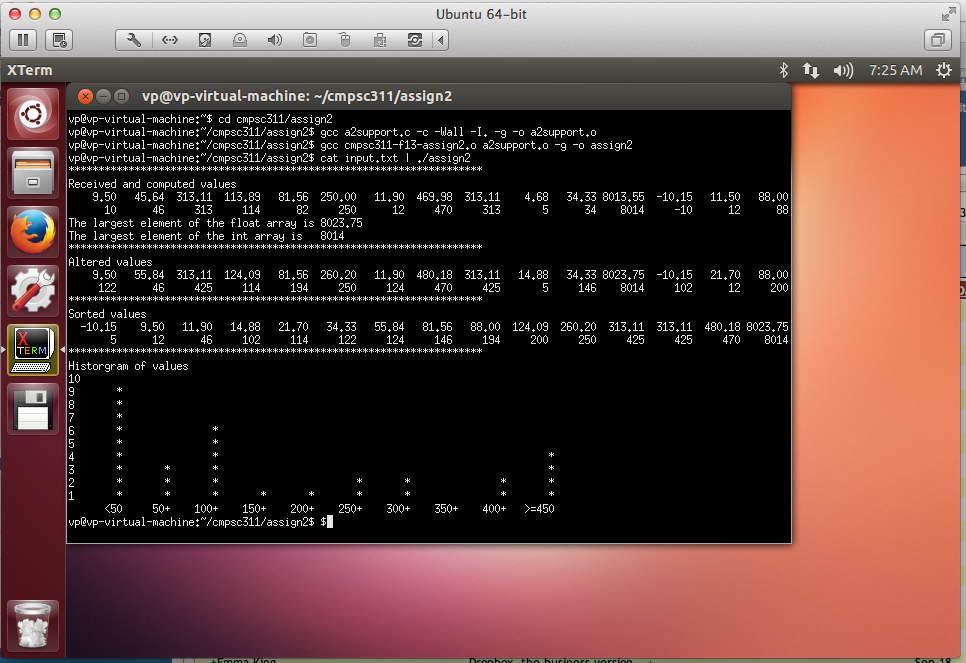 Ubuntu 64-bit
XTerm 7:25 AM
vp@vp-virtual-machine: ~/cmpsc311/assign2
vp@vp-virtual-machine:~$ cd cmpsc311/assign2
vp@vp-virtual-machine:~/cmpsc311/assign2$ gcc a2support.c -c -Wall -I. -g -o a2support.o
vp@vp-virtual-machine:~/cmpsc311/assign2$ gcc cmpsc311-f13-assign2.o a2support.o -g -o assign2
vp@vp-virtual-machine:~/cmpsc311/assign2$ cat input.txt | ./assign2
*********************************************************************
Received and computed values
9.50 45.64 313.11 113.89 81.56 250.00 11.90 469.98 313.11 4.68 34.33 8013.55 -10.15 11.50 88.00
10 46 313 114 82 250 12 470 313 5 34 8014 -10 12 88
The largest element of the float array is 8023.75
The largest element of the int array is 8014
*********************************************************************
Altered values
9.50 55.84 313.11 124.09 81.56 260.20 11.90 480.18 313.11 14.88 34.33 8023.75 -10.15 21.70 88.00
122 46 425 114 194 250 124 470 425 5 146 8014 102 12 200
*********************************************************************
Sorted values
-10.15 9.50 11.90 14.88 21.70 34.33 55.84 81.56 88.00 124.09 260.20 313.11 313.11 480.18 8023.75
5 12 46 102 114 122 124 146 194 200 250 425 425 470 8014
*********************************************************************
Historgram of values
10
9 *
8 *
7 *
6 * *
5 * *
4 * * *
3 * * * *
2 * * * * * * *
1 * * * * * * * * *
<50 50+ 100+ 150+ 200+ 250+ 300+ 350+ 400+ >=450
vp@vp-virtual-machine:~/cmpsc311/assign2$ $
X
TERM
+Emma King Dropbox, the business version Sep 18